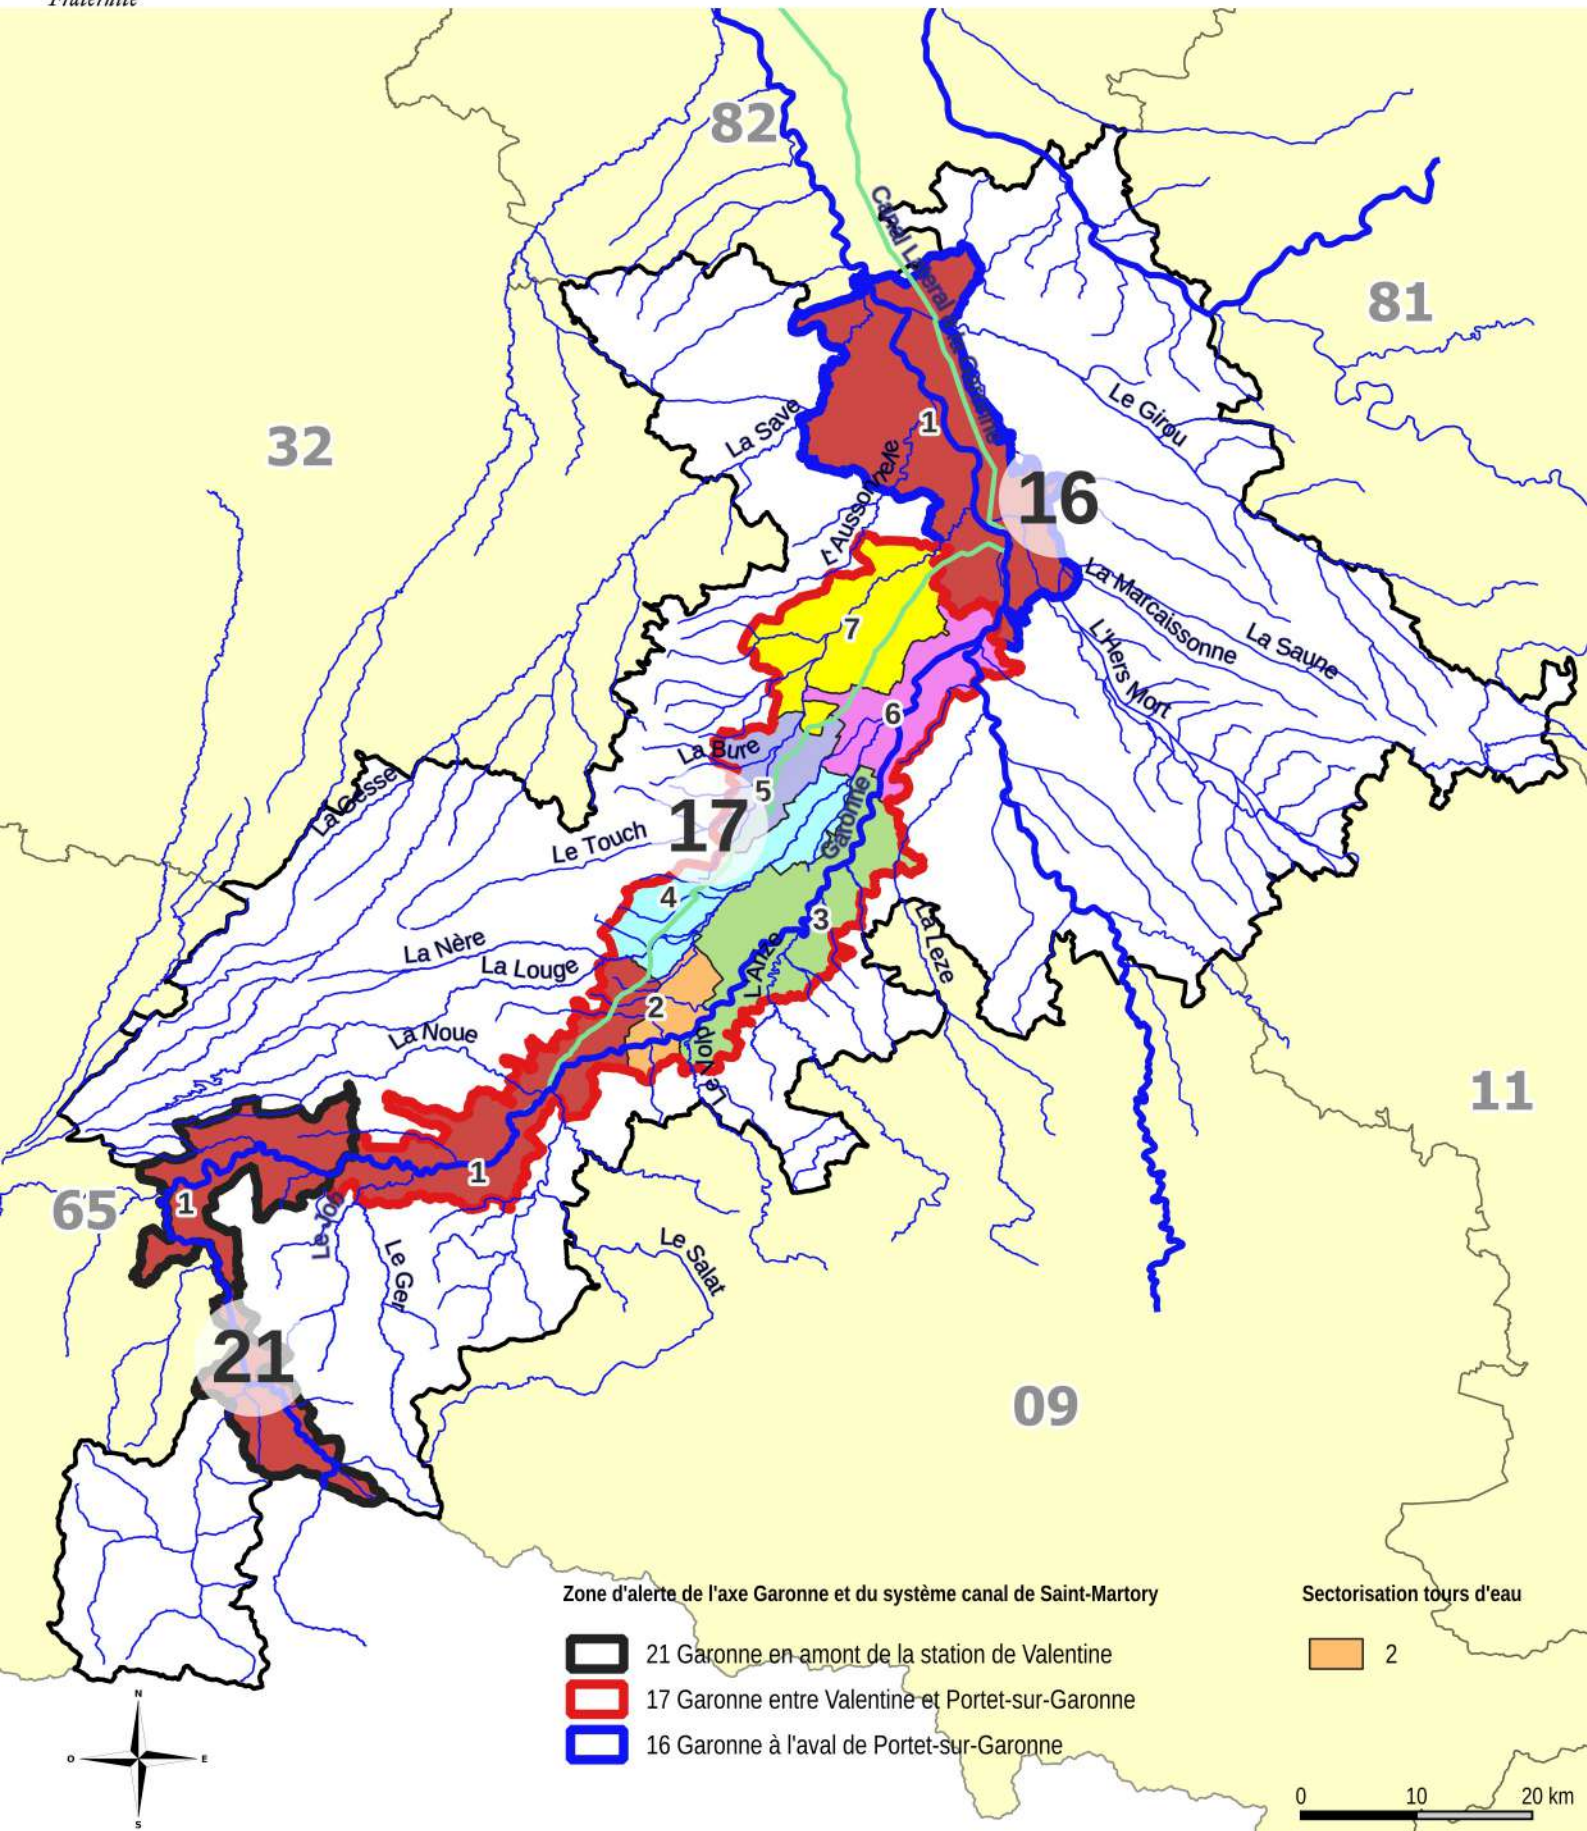 Fraternité
82
81
Canal Latéral à la Garonne
32
Le Girou
La Save
1
16
L'Aussonnelle
La Marcaissonne
La Saune
L'Hers Mort
7
6
La Bure
5
17
La Gesse
Le Touch
Garonne
4
3
La Nère
La Louge
La Leze
L'Arize
2
La Noue
Le Volp
11
1
65
1
Le Job
Le Ger
Le Salat
21
09
Zone d'alerte de l'axe Garonne et du système canal de Saint-Martory
Sectorisation tours d'eau
21 Garonne en amont de la station de Valentine
2
17 Garonne entre Valentine et Portet-sur-Garonne
16 Garonne à l'aval de Portet-sur-Garonne
N
O
E
S
0 10 20 km